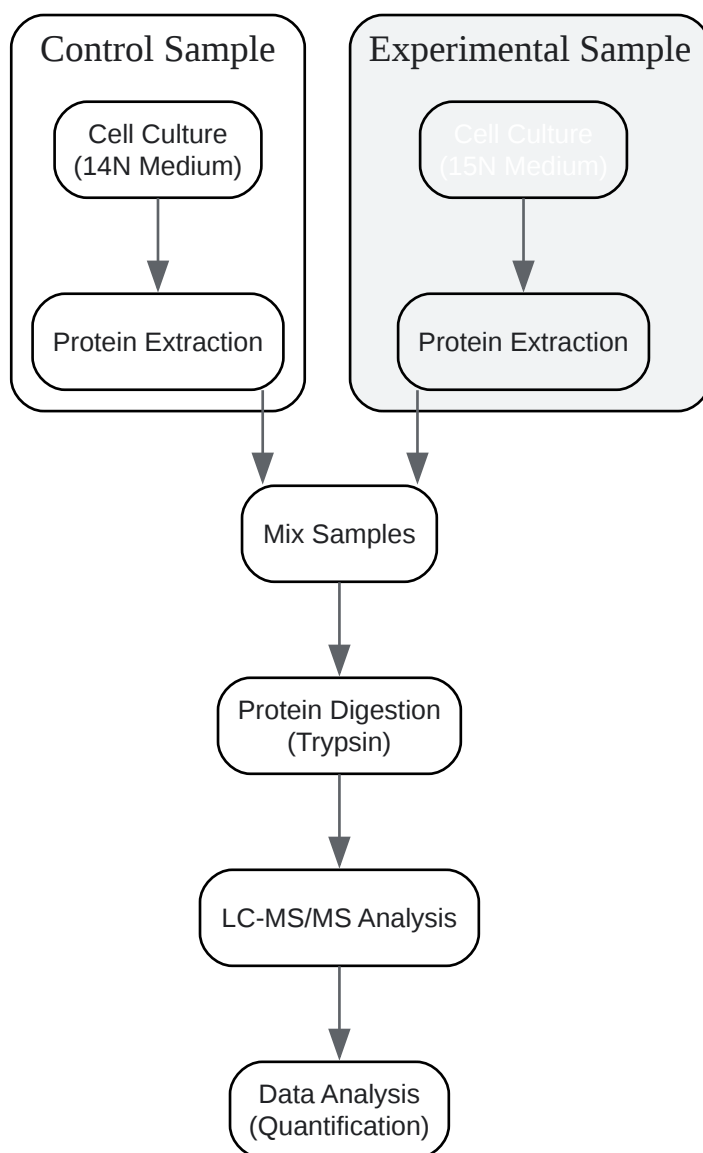 Control Sample
Experimental Sample
Cell Culture
(14N Medium)
Cell Culture
(15N Medium)
Protein Extraction
Protein Extraction
Mix Samples
Protein Digestion
(Trypsin)
LC-MS/MS Analysis
Data Analysis
(Quantification)